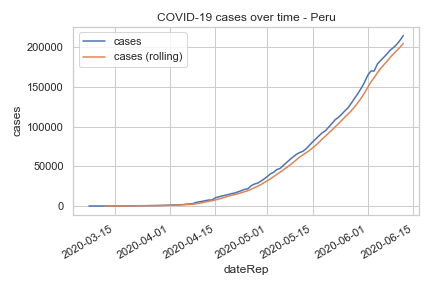 COVID-19 cases over time - Peru
cases
cases (rolling)
cases
200000
150000
100000
50000
0
2020-03-15
2020-04-01
2020-04-15
2020-05-01
2020-05-15
2020-06-01
2020-06-15
dateRep